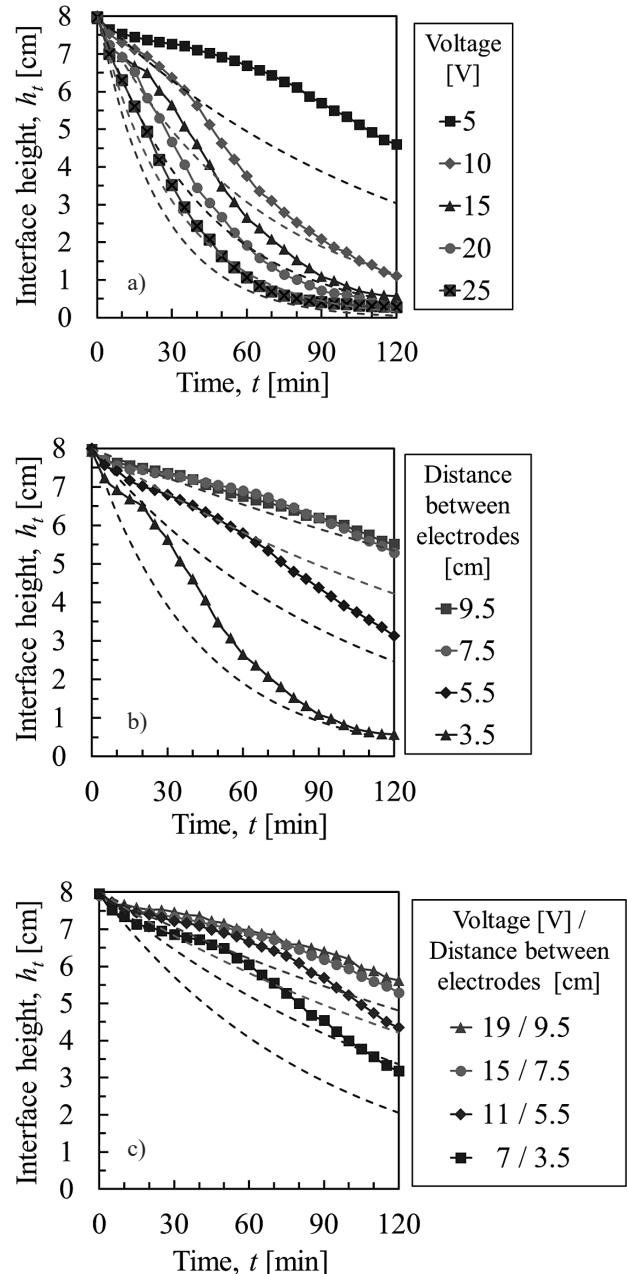 8
7
6
5
4
3
2
1
0
Interface height, hₜ [cm]
a)
0 30 60 90 120
Time, t [min]
Voltage
[V]
5
10
15
20
25
8
7
6
5
4
3
2
1
0
Interface height, hₜ [cm]
b)
0 30 60 90 120
Time, t [min]
Distance
between
electrodes
[cm]
9.5
7.5
5.5
3.5
8
7
6
5
4
3
2
1
0
Interface height, hₜ [cm]
c)
0 30 60 90 120
Time, t [min]
Voltage [V] /
Distance between
electrodes [cm]
19 / 9.5
15 / 7.5
11 / 5.5
7 / 3.5